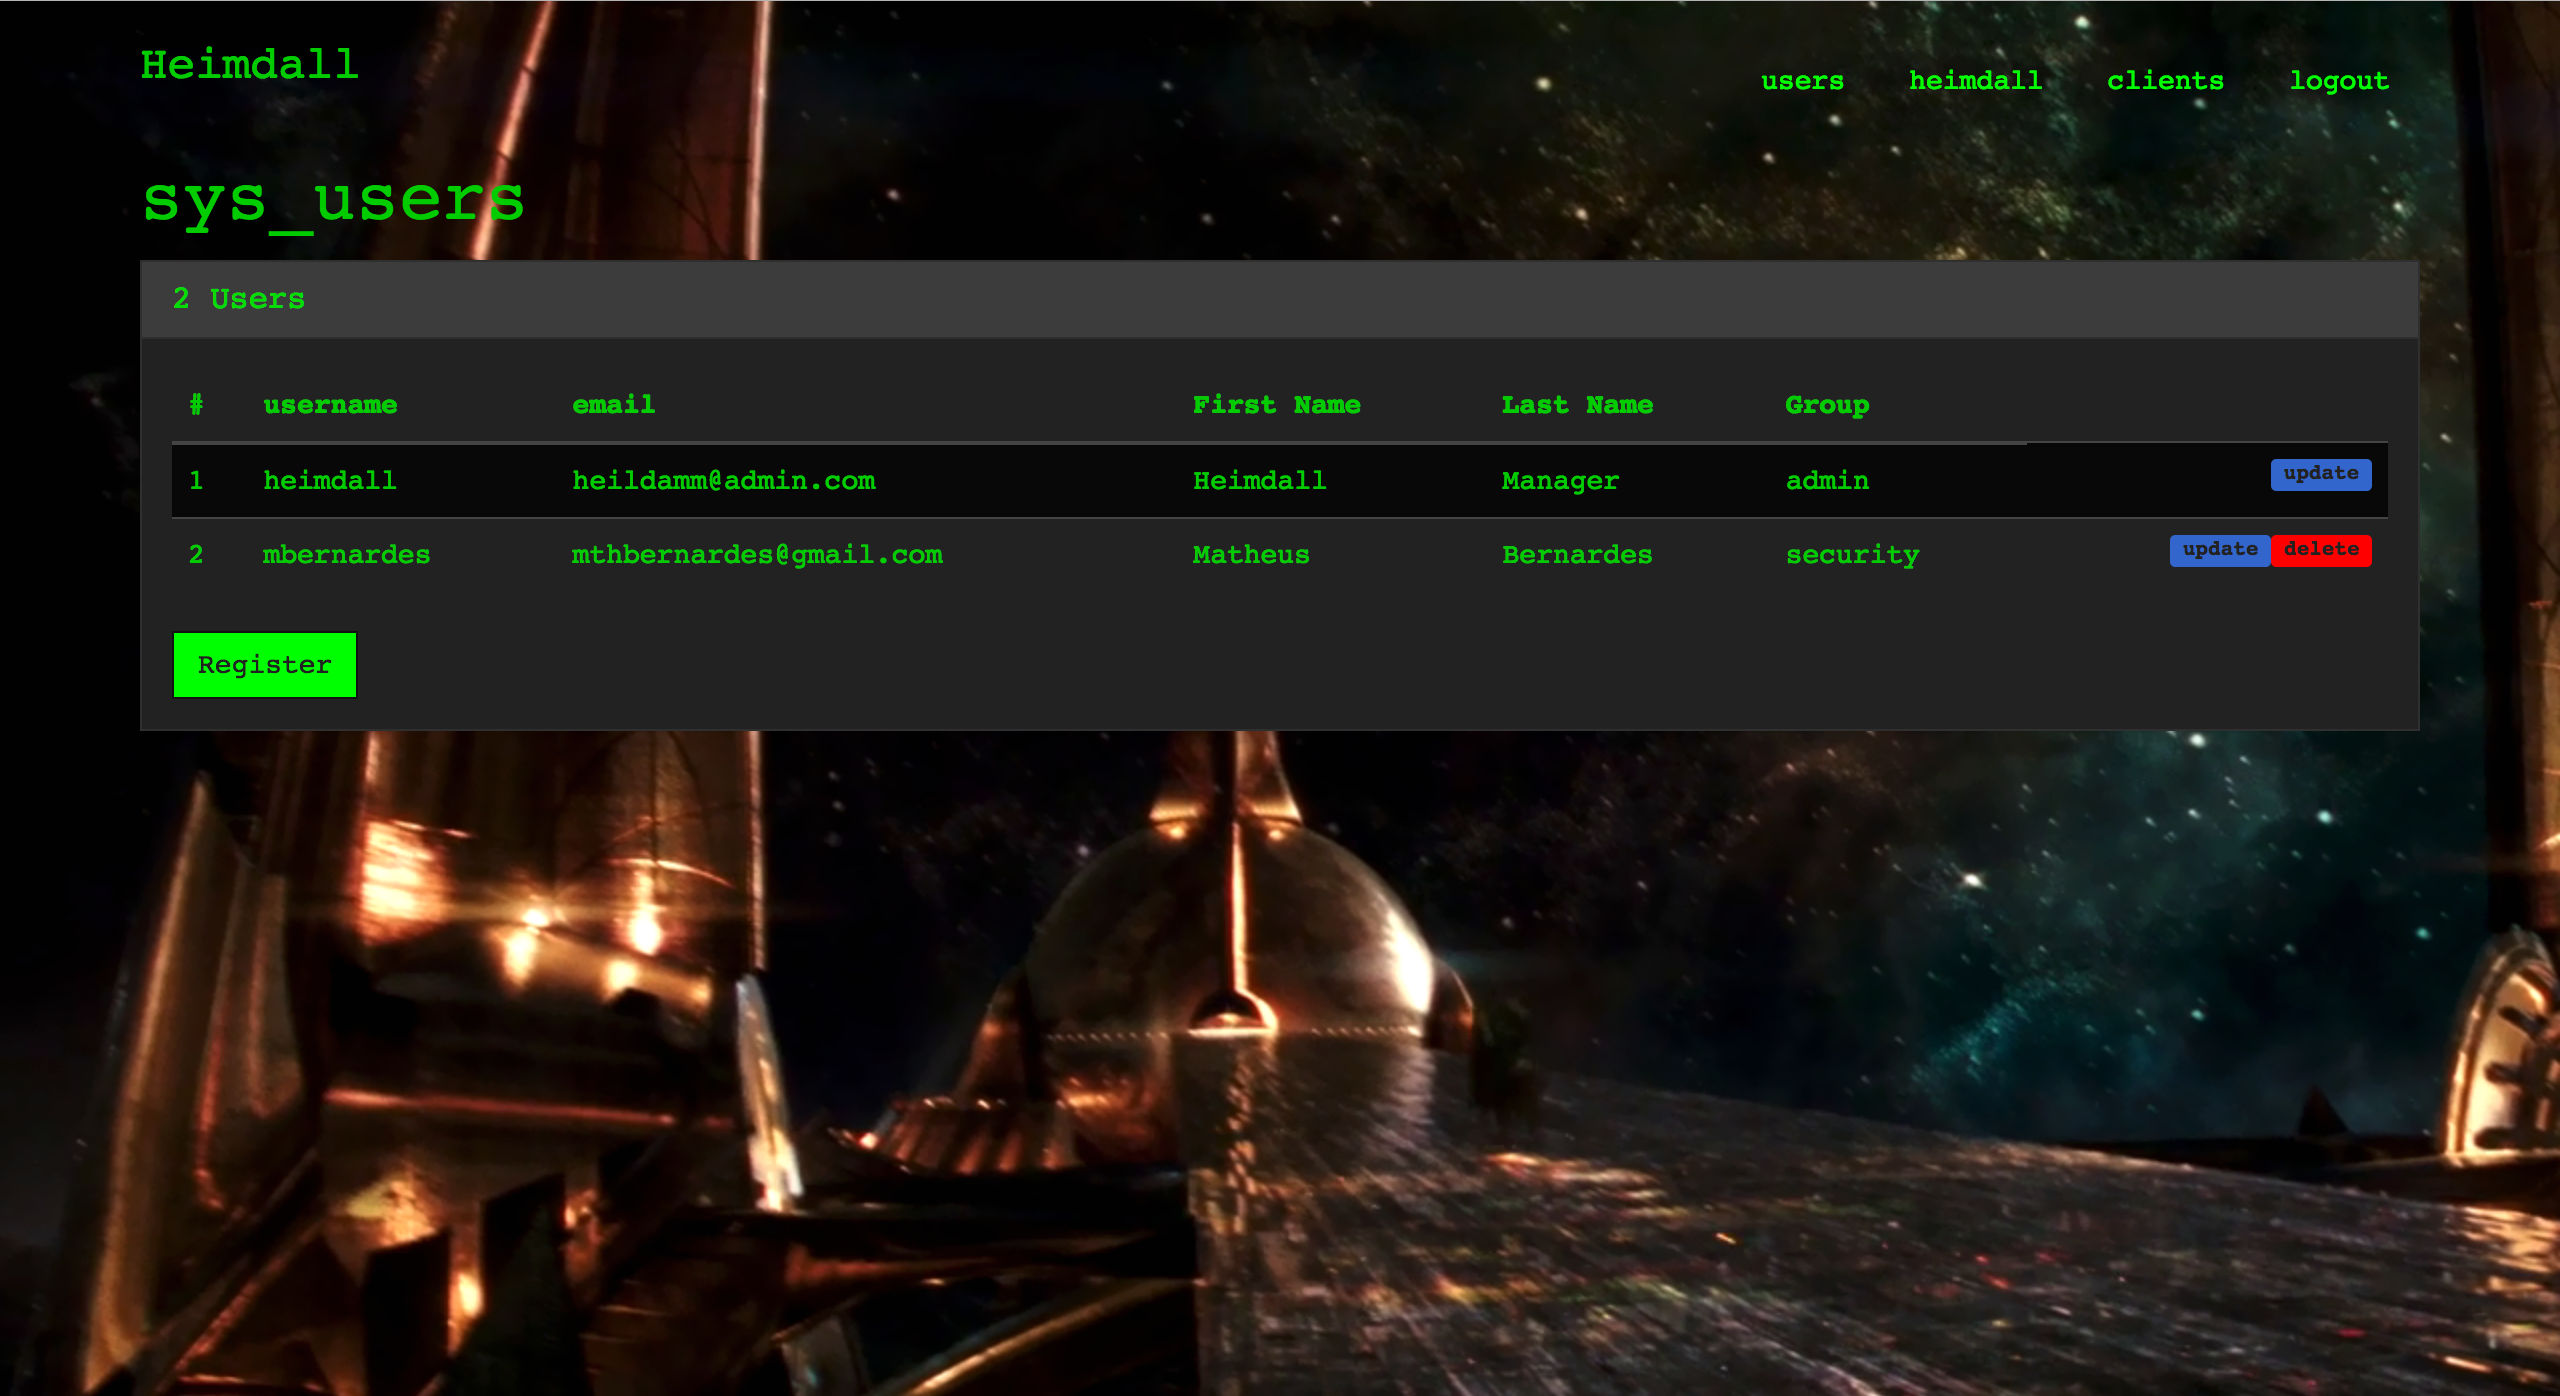 Heimdall
users heimdall clients logout
sys_users
2 Users
# username email First Name Last Name Group
1 heimdall heildamm@admin.com Heimdall Manager admin update
2 mbernardes mthbernardes@gmail.com Matheus Bernardes security update delete
Register